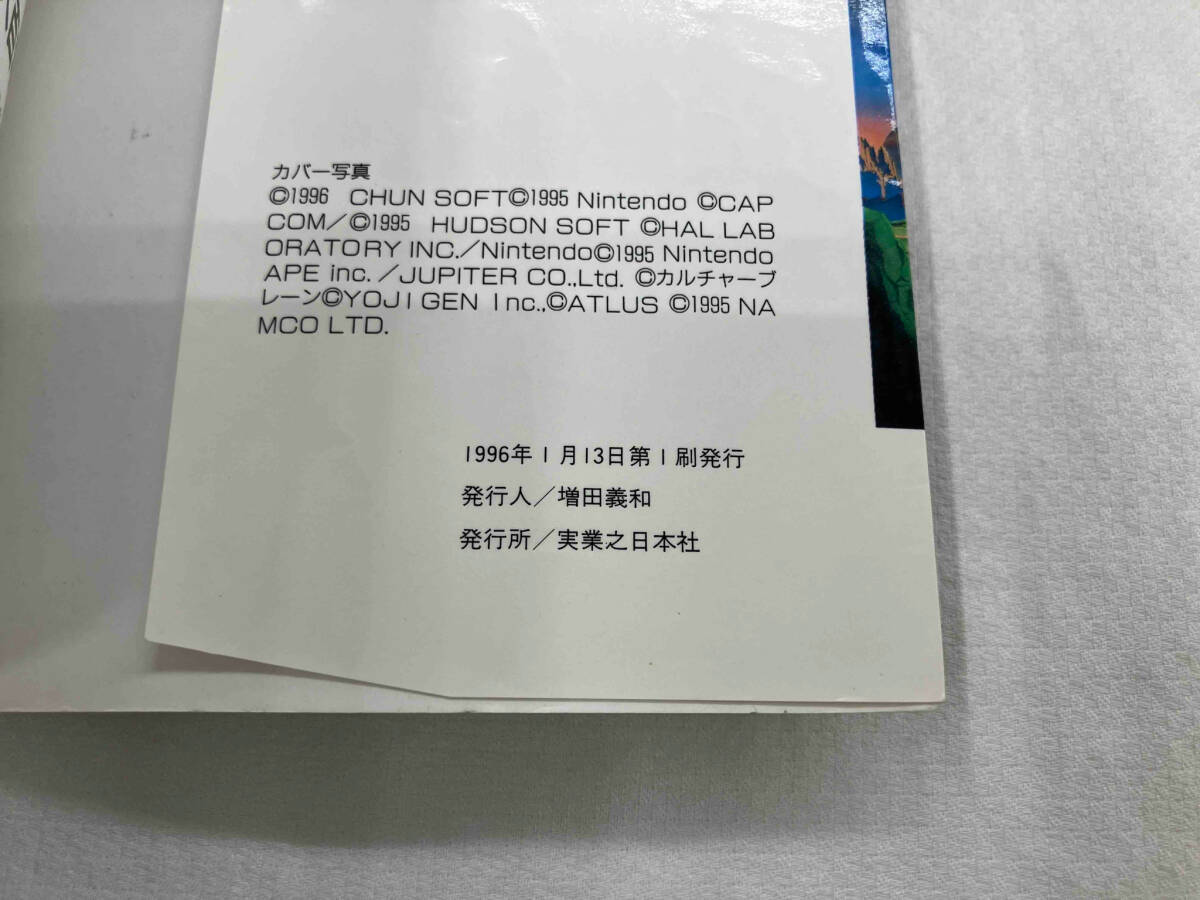 カバー写真
©1996 CHUN SOFT©1995 Nintendo ©CAP
COM/©1995 HUDSON SOFT ©HAL LAB
ORATORY INC./Nintendo©1995 Nintendo
APE inc./JUPITER CO.,Ltd. ©カルチャーブ
レーン©YOJIGEN Inc.,©ATLUS ©1995 NA
MCO LTD.
1996年1月13日第1刷発行
発行人/増田義和
発行所/実業之日本社